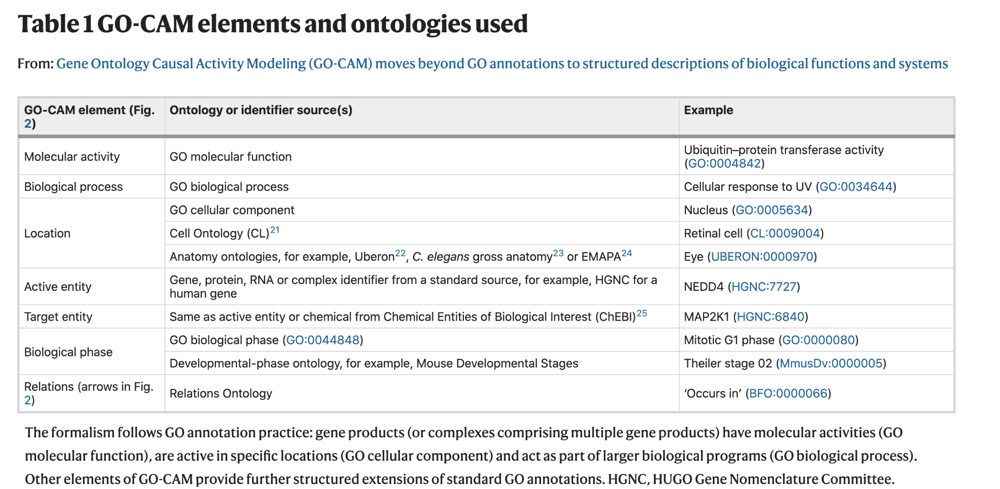 Table 1 GO-CAM elements and ontologies used
From: Gene Ontology Causal Activity Modeling (GO-CAM) moves beyond GO annotations to structured descriptions of biological functions and systems
GO-CAM element (Fig.
2)
Ontology or identifier source(s)
Example
Molecular activity
GO molecular function
Ubiquitin–protein transferase activity
(GO:0004842)
Biological process
GO biological process
Cellular response to UV (GO:0034644)
Location
GO cellular component
Nucleus (GO:0005634)
Cell Ontology (CL)21
Retinal cell (CL:0009004)
Anatomy ontologies, for example, Uberon22, C. elegans gross anatomy23 or EMAPA24
Eye (UBERON:0000970)
Active entity
Gene, protein, RNA or complex identifier from a standard source, for example, HGNC for a
human gene
NEDD4 (HGNC:7727)
Target entity
Same as active entity or chemical from Chemical Entities of Biological Interest (ChEBI)25
MAP2K1 (HGNC:6840)
Biological phase
GO biological phase (GO:0044848)
Mitotic G1 phase (GO:0000080)
Developmental-phase ontology, for example, Mouse Developmental Stages
Theiler stage 02 (MmusDv:0000005)
Relations (arrows in Fig.
2)
Relations Ontology
‘Occurs in’ (BFO:0000066)
The formalism follows GO annotation practice: gene products (or complexes comprising multiple gene products) have molecular activities (GO
molecular function), are active in specific locations (GO cellular component) and act as part of larger biological programs (GO biological process).
Other elements of GO-CAM provide further structured extensions of standard GO annotations. HGNC, HUGO Gene Nomenclature Committee.